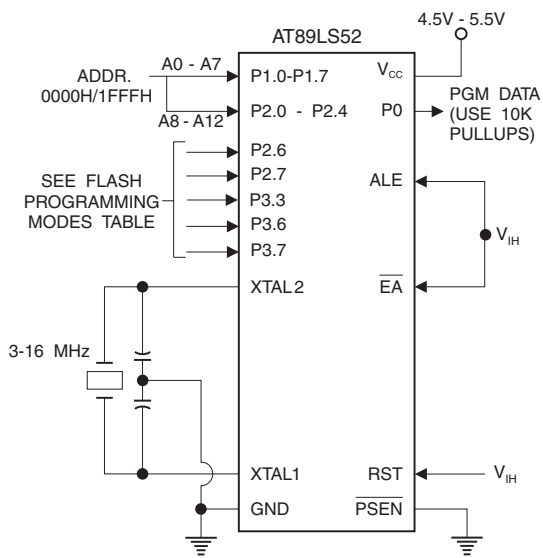 4.5V - 5.5V
AT89LS52
ADDR.
0000H/1FFFH
A0 - A7
A8 - A12
P1.0-P1.7
P2.0 - P2.4
P2.6
P2.7
P3.3
P3.6
P3.7
SEE FLASH
PROGRAMMING
MODES TABLE
XTAL2
3-16 MHz
XTAL1
GND
VCC
P0
PGM DATA
(USE 10K
PULLUPS)
ALE
VIH
EA
RST
VIH
PSEN